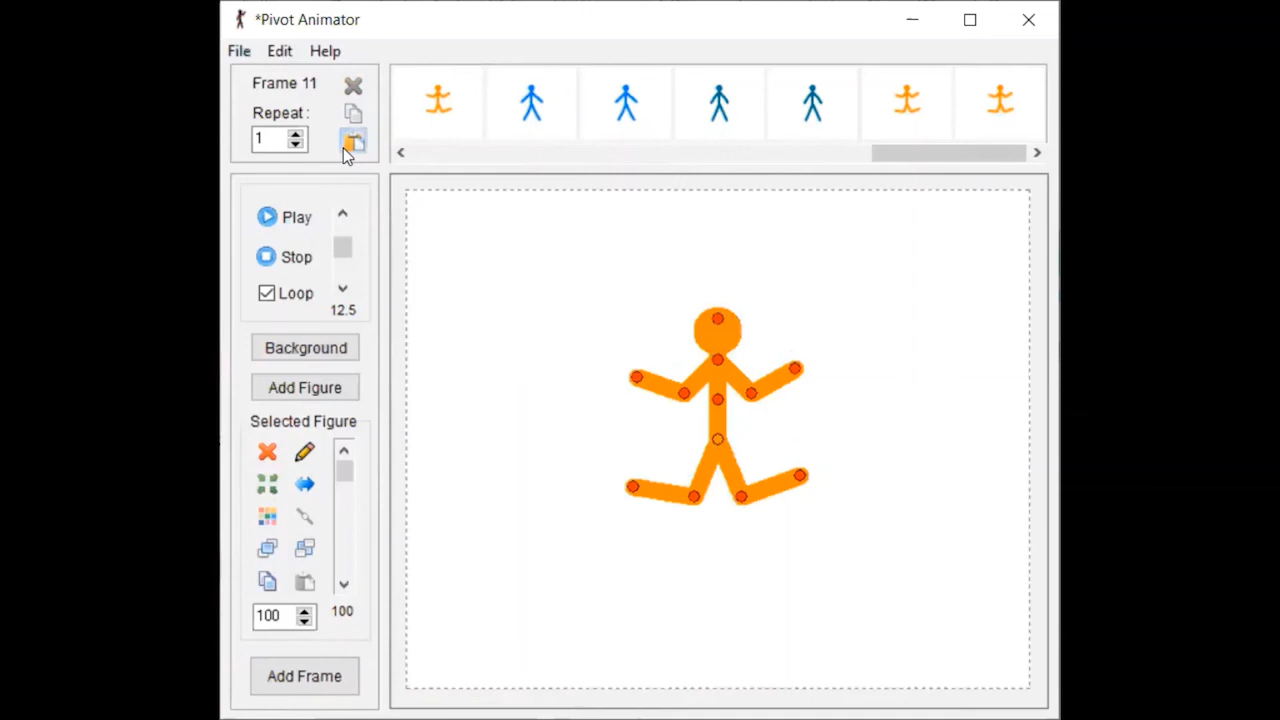 *Pivot Animator
File Edit Help
Frame 11
Repeat :
1
Play
Stop
Loop
12.5
Background
Add Figure
Selected Figure
100 100
Add Frame